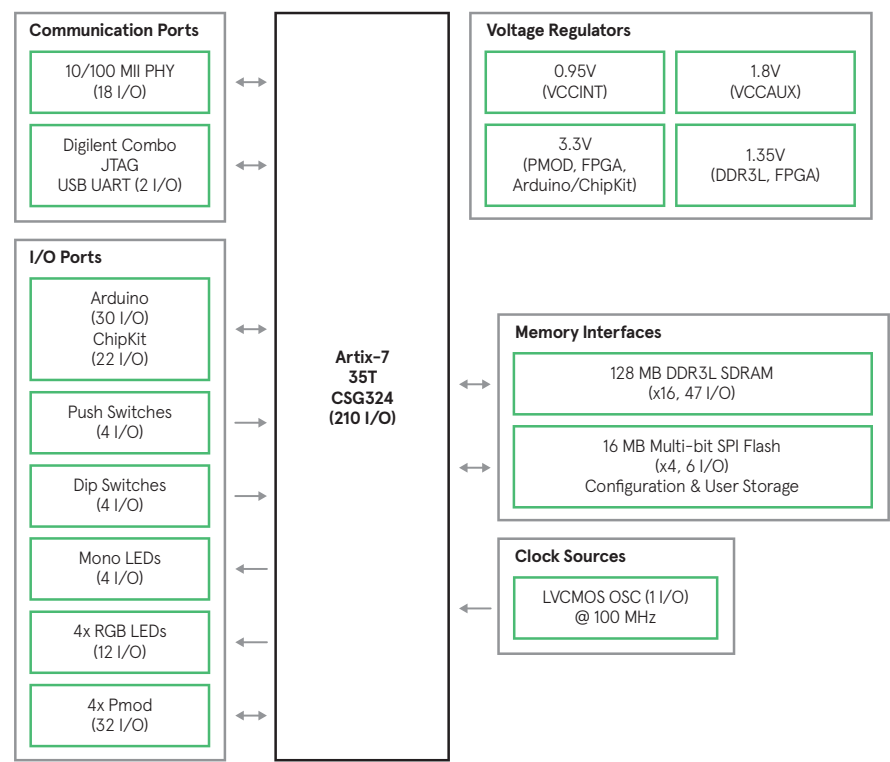 Communication Ports
10/100 MII PHY
(18 I/O)
Digilent Combo
JTAG
USB UART (2 I/O)
I/O Ports
Arduino
(30 I/O)
ChipKit
(22 I/O)
Push Switches
(4 I/O)
Dip Switches
(4 I/O)
Mono LEDs
(4 I/O)
4x RGB LEDs
(12 I/O)
4x Pmod
(32 I/O)
Artix-7
35T
CSG324
(210 I/O)
Voltage Regulators
0.95V
(VCCINT)
1.8V
(VCCAUX)
3.3V
(PMOD, FPGA,
Arduino/ChipKit)
1.35V
(DDR3L, FPGA)
Memory Interfaces
128 MB DDR3L SDRAM
(x16, 47 I/O)
16 MB Multi-bit SPI Flash
(x4, 6 I/O)
Configuration & User Storage
Clock Sources
LVCMOS OSC (1 I/O)
@ 100 MHz